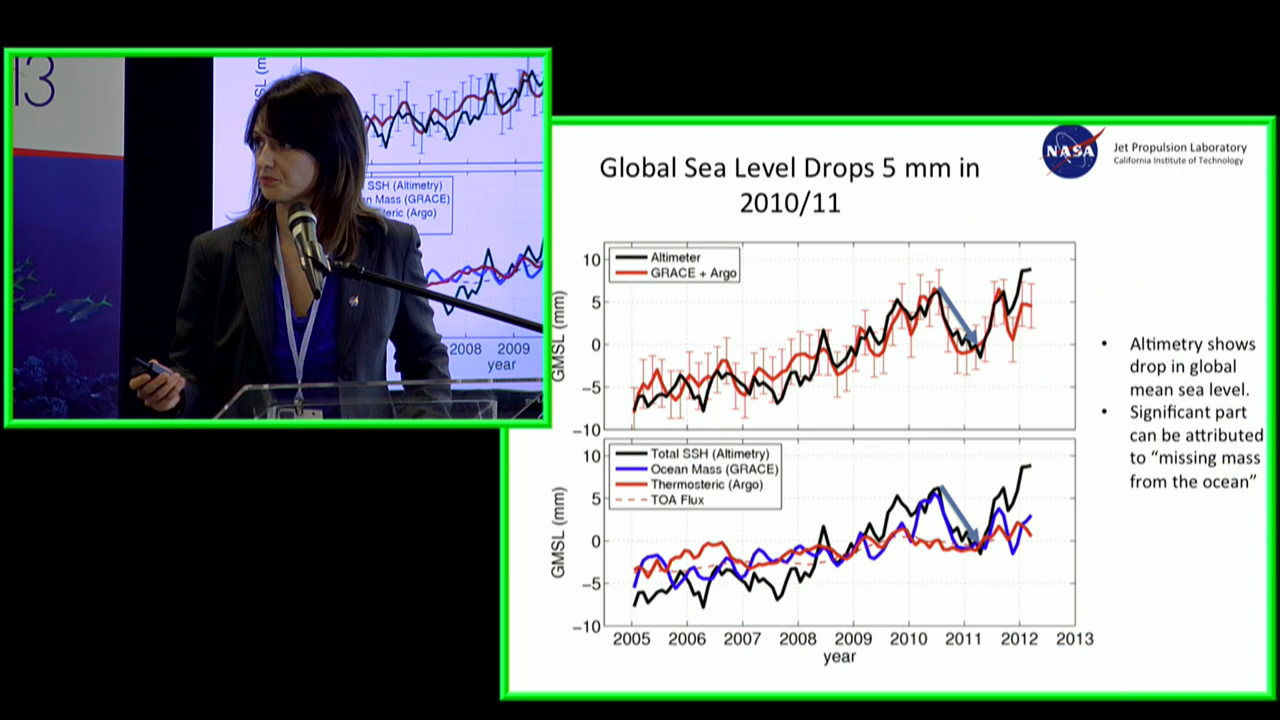 13
SL (m
SSH (Altimetry)
n Mass (GRACE)
teric (Argo)
2008 2009
year
NASA
Jet Propulsion Laboratory
California Institute of Technology
Global Sea Level Drops 5 mm in
2010/11
Altimeter
GRACE + Argo
GMSL (mm)
10
5
0
−5
−10
Total SSH (Altimetry)
Ocean Mass (GRACE)
Thermosteric (Argo)
TOA Flux
GMSL (mm)
10
5
0
−5
−10
2005 2006 2007 2008 2009 2010 2011 2012 2013
year
• Altimetry shows
drop in global
mean sea level.
• Significant part
can be attributed
to “missing mass
from the ocean”